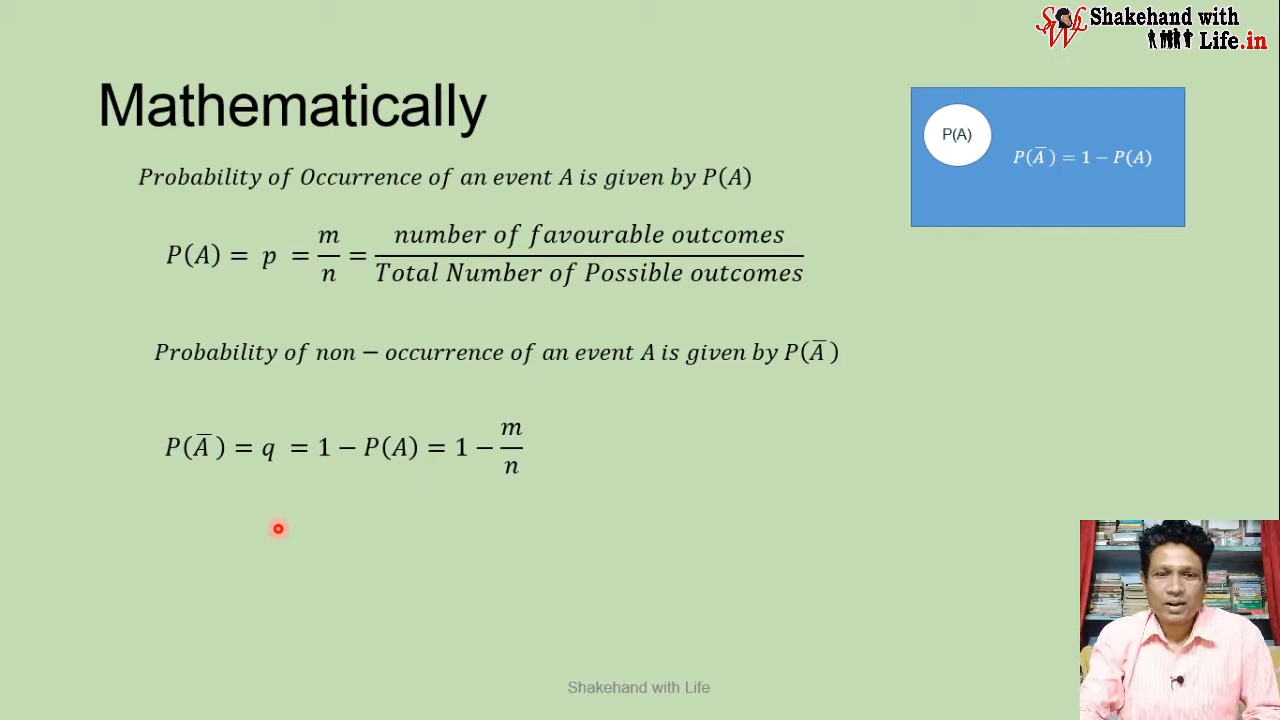 Shakehand with
Life.in
Mathematically
P(A)
P(A̅) = 1 − P(A)
Probability of Occurrence of an event A is given by P(A)
P(A) = p = m/n = number of favourable outcomes / Total Number of Possible outcomes
Probability of non − occurrence of an event A is given by P(A̅)
P(A̅) = q = 1 − P(A) = 1 − m/n
Shakehand with Life